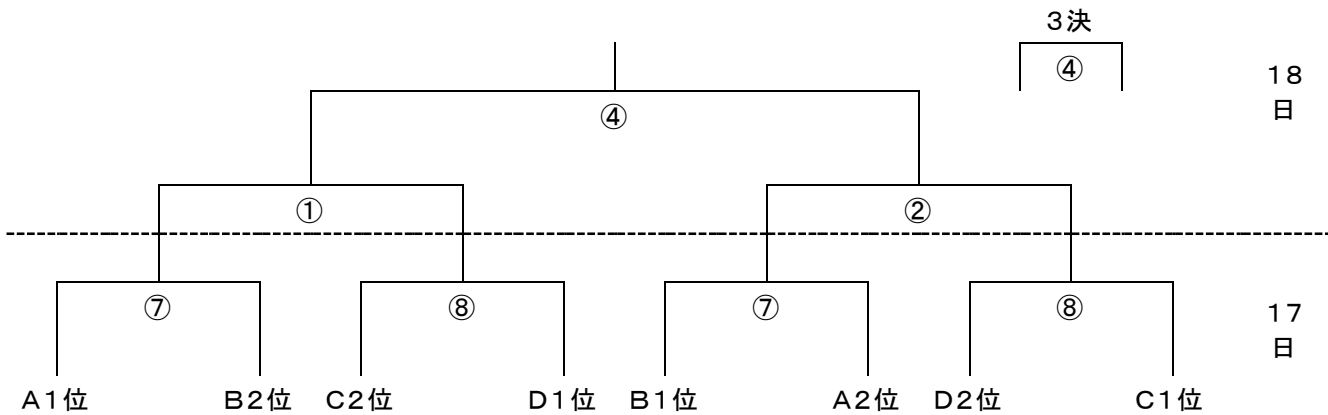 3決
④
18
日
④
①
②
⑦
⑧
⑦
⑧
17
日
A1位
B2位
C2位
D1位
B1位
A2位
D2位
C1位